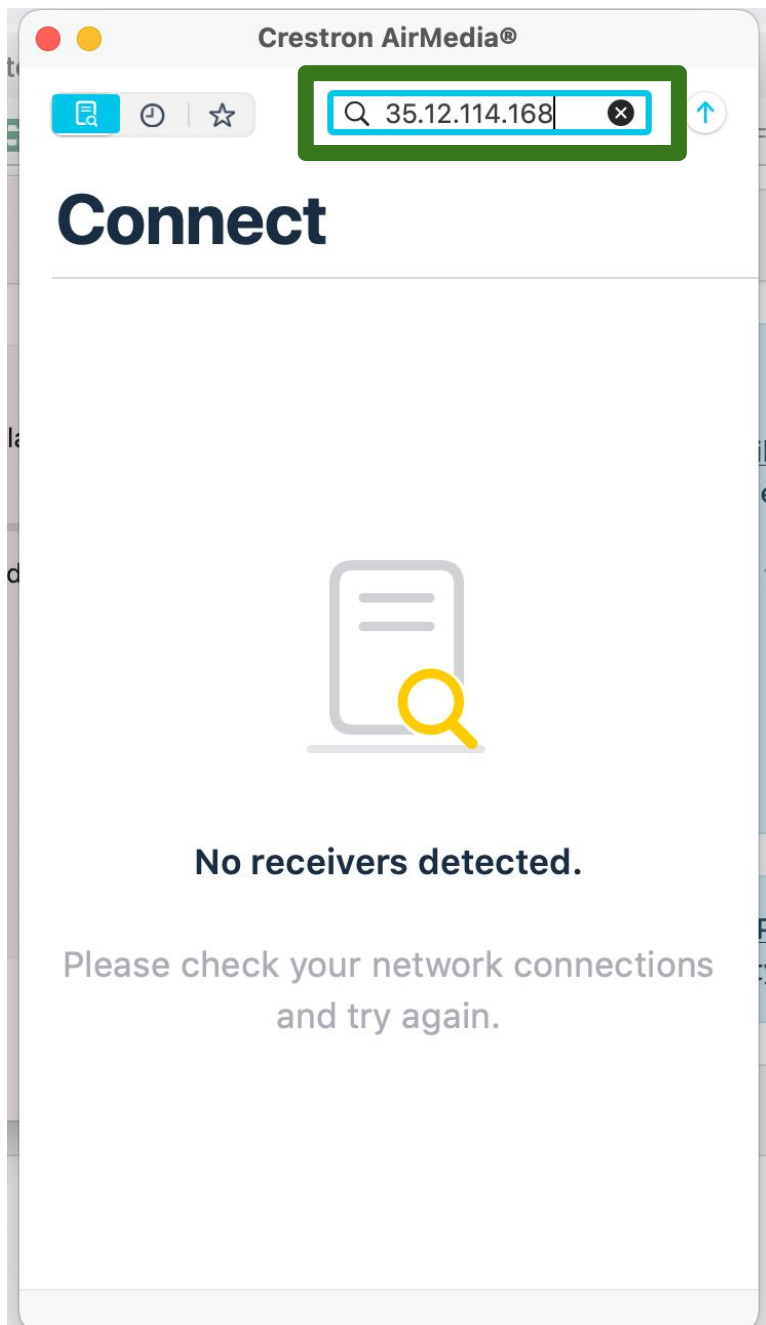 Crestron AirMedia®
35.12.114.168
Connect
No receivers detected.
Please check your network connections
and try again.